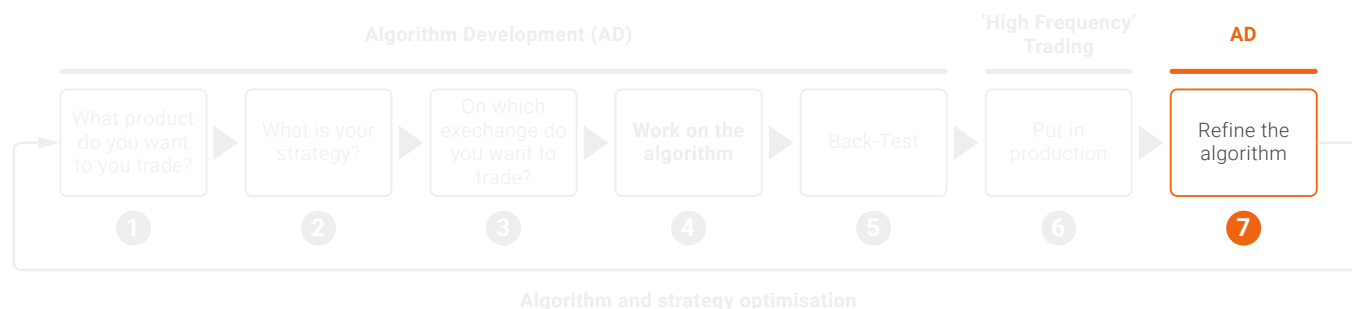 Algorithm Development (AD)
'High Frequency'
Trading
AD
What product
do you want
to you trade?
What is your
strategy?
On which
exechange do
you want to
trade?
Work on the
algorithm
Back-Test
Put in
production
Refine the
algorithm
1
2
3
4
5
6
7
Algorithm and strategy optimisation